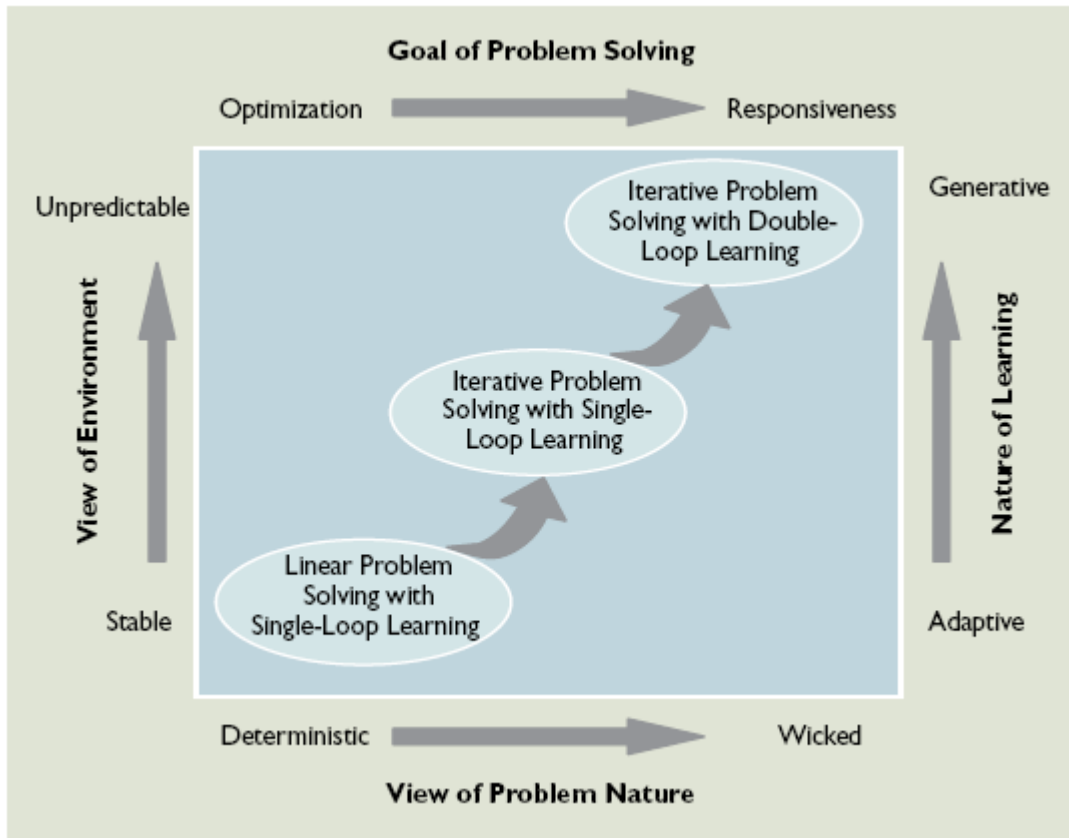 Goal of Problem Solving
Optimization
Responsiveness
Unpredictable
Generative
Iterative Problem
Solving with Double-
Loop Learning
View of Environment
Nature of Learning
Iterative Problem
Solving with Single-
Loop Learning
Linear Problem
Solving with
Single-Loop Learning
Stable
Adaptive
Deterministic
Wicked
View of Problem Nature